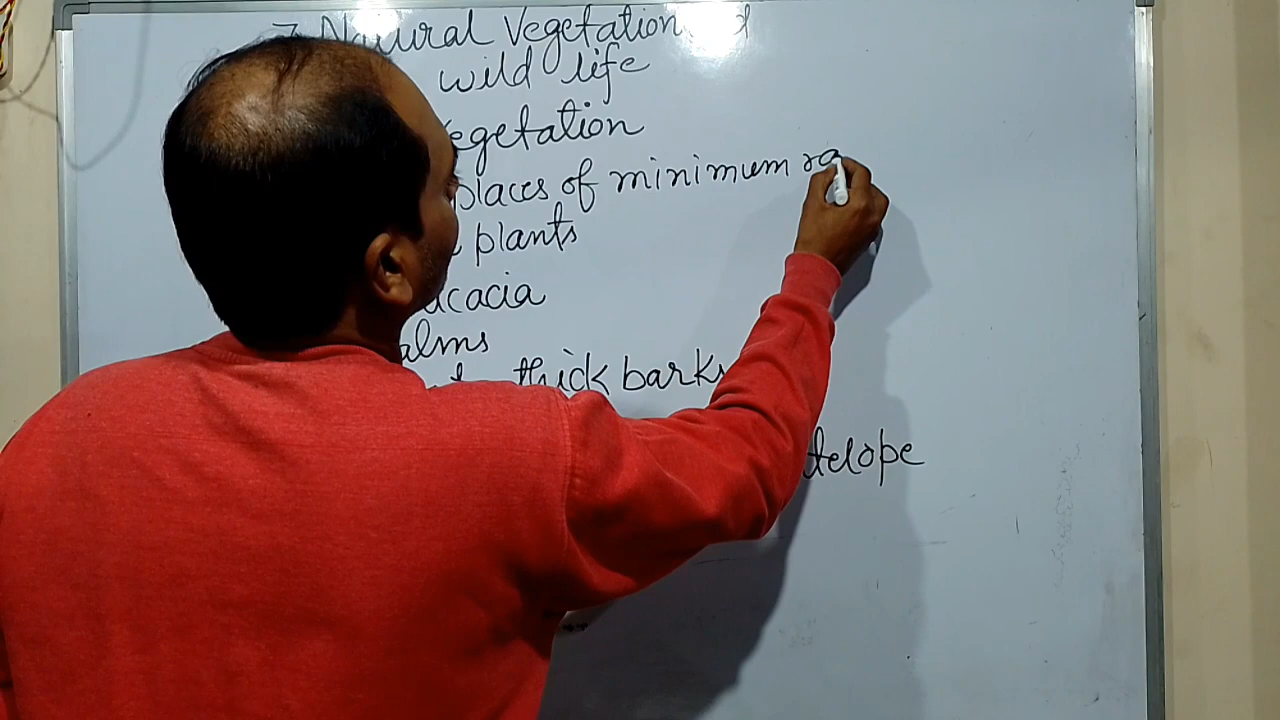 7 Natural Vegetation
wild life
vegetation
places of minimum ra
plants
acacia
alms
thick barks
telope